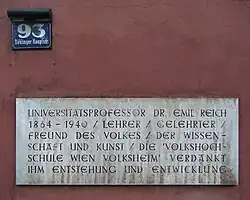 93
Döblinger Hauptstr.
UNIVERSITÄTSPROFESSOR DR. EMIL REICH
1864 - 1940 / LEHRER / GELEHRTER /
FREUND DES VOLKES / DER WISSEN-
SCHAFT UND KUNST / DIE 'VOLKSHOCH-
SCHULE WIEN VOLKSHEIM' VERDANKT
IHM ENTSTEHUNG UND ENTWICKLUNG